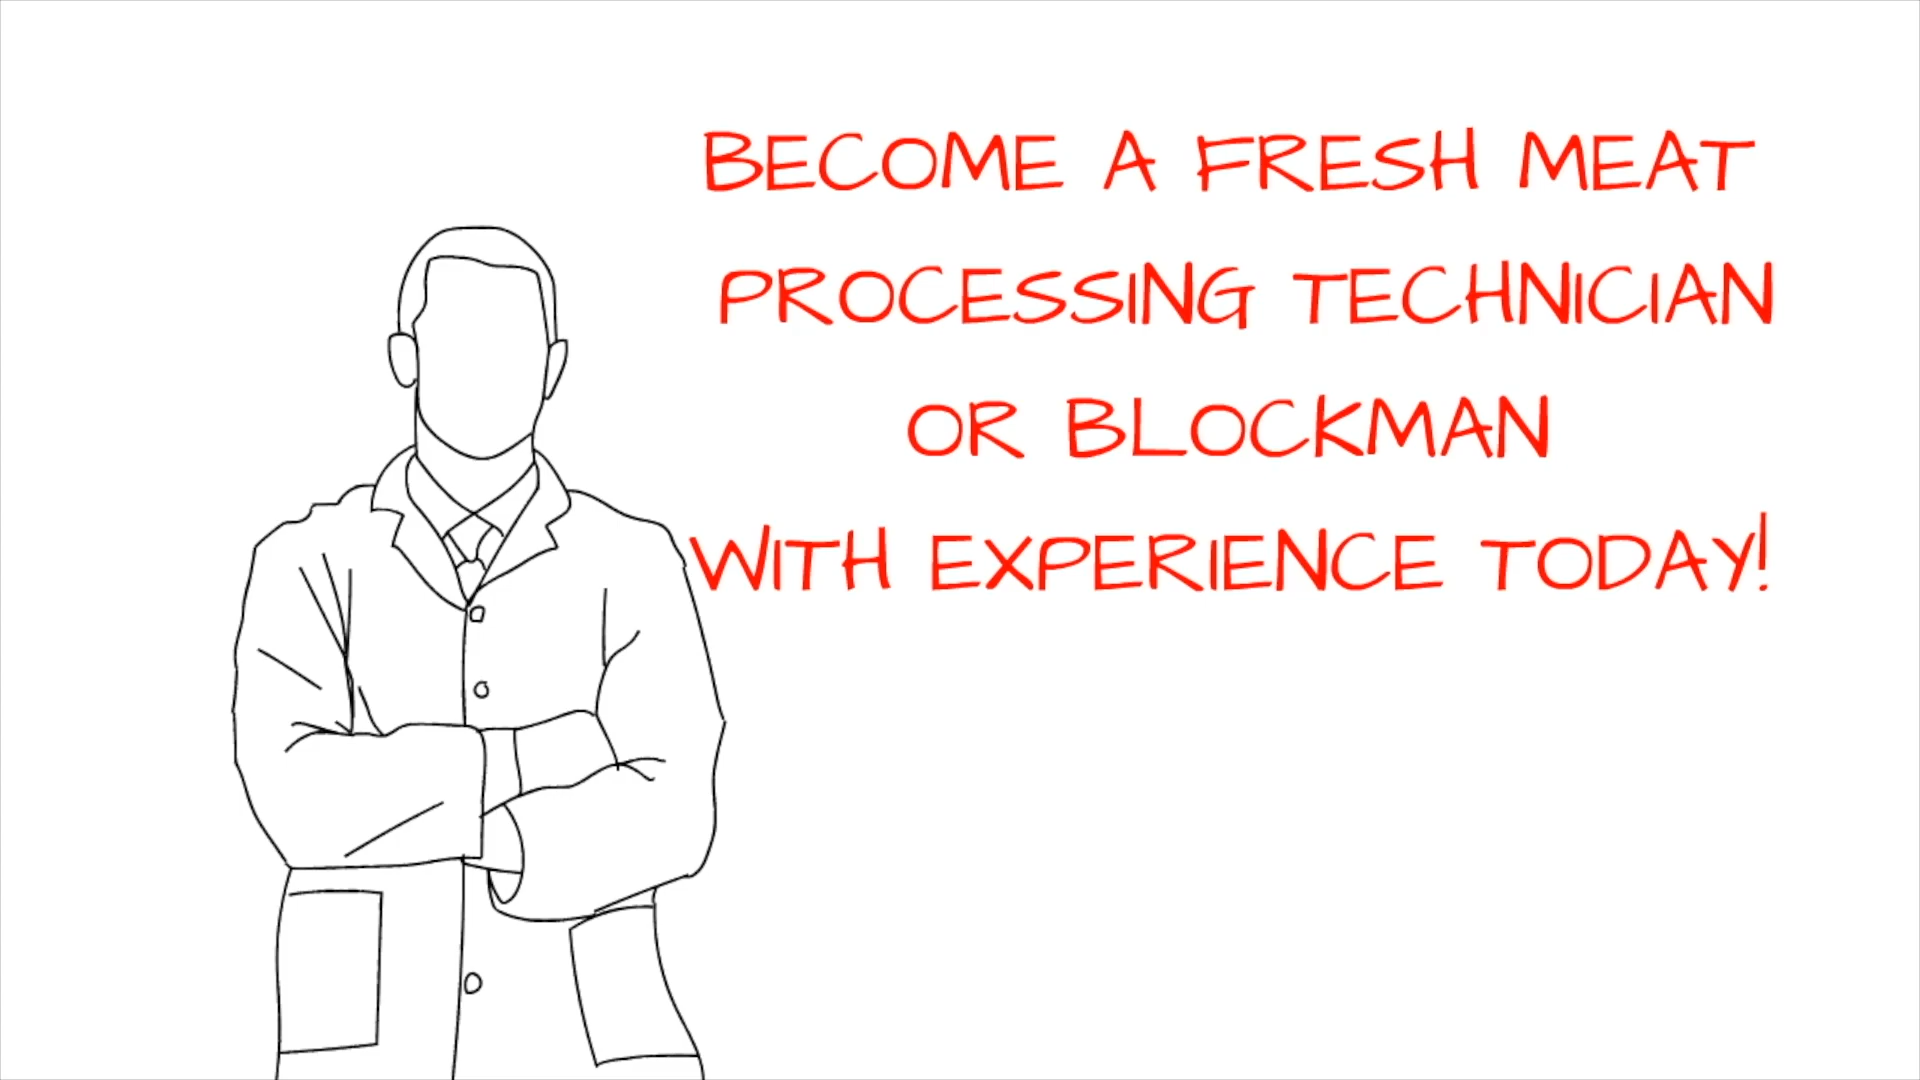 BECOME A FRESH MEAT
PROCESSING TECHNICIAN
OR BLOCKMAN
WITH EXPERIENCE TODAY!